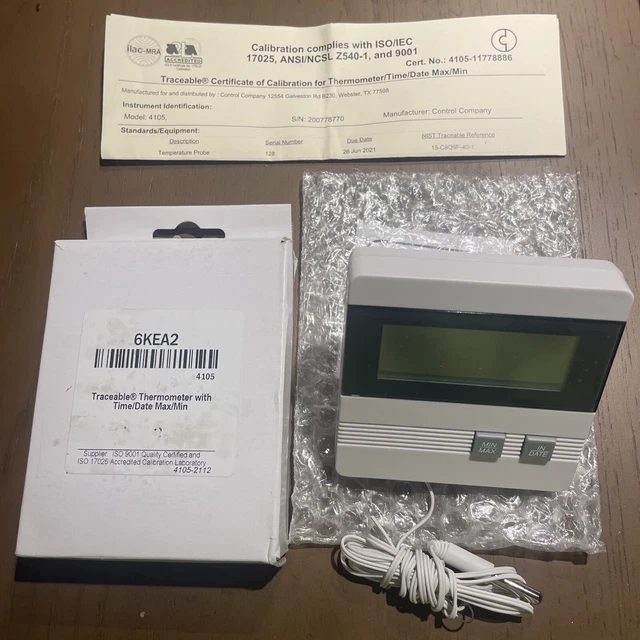 ilac-MRA
ACCREDITED
Calibration complies with ISO/IEC
17025, ANSI/NCSL Z540-1, and 9001
Cert. No.: 4105-11778886
Traceable® Certificate of Calibration for Thermometer/Time/Date Max/Min
Manufactured for and distributed by : Control Company 12554 Galveston Rd B230, Webster, TX 77598
Instrument Identification:
Model: 4105, S/N: 200778770 Manufacturer: Control Company
Standards/Equipment:
Description Serial Number Due Date NIST Traceable Reference
Temperature Probe 128 26 Jun 2021
6KEA2
4105
Traceable® Thermometer with
Time/Date Max/Min
Supplier: ISO 9001 Quality Certified and
ISO 17025 Accredited Calibration Laboratory
4105-2112
MIN
MAX
IN
DATE